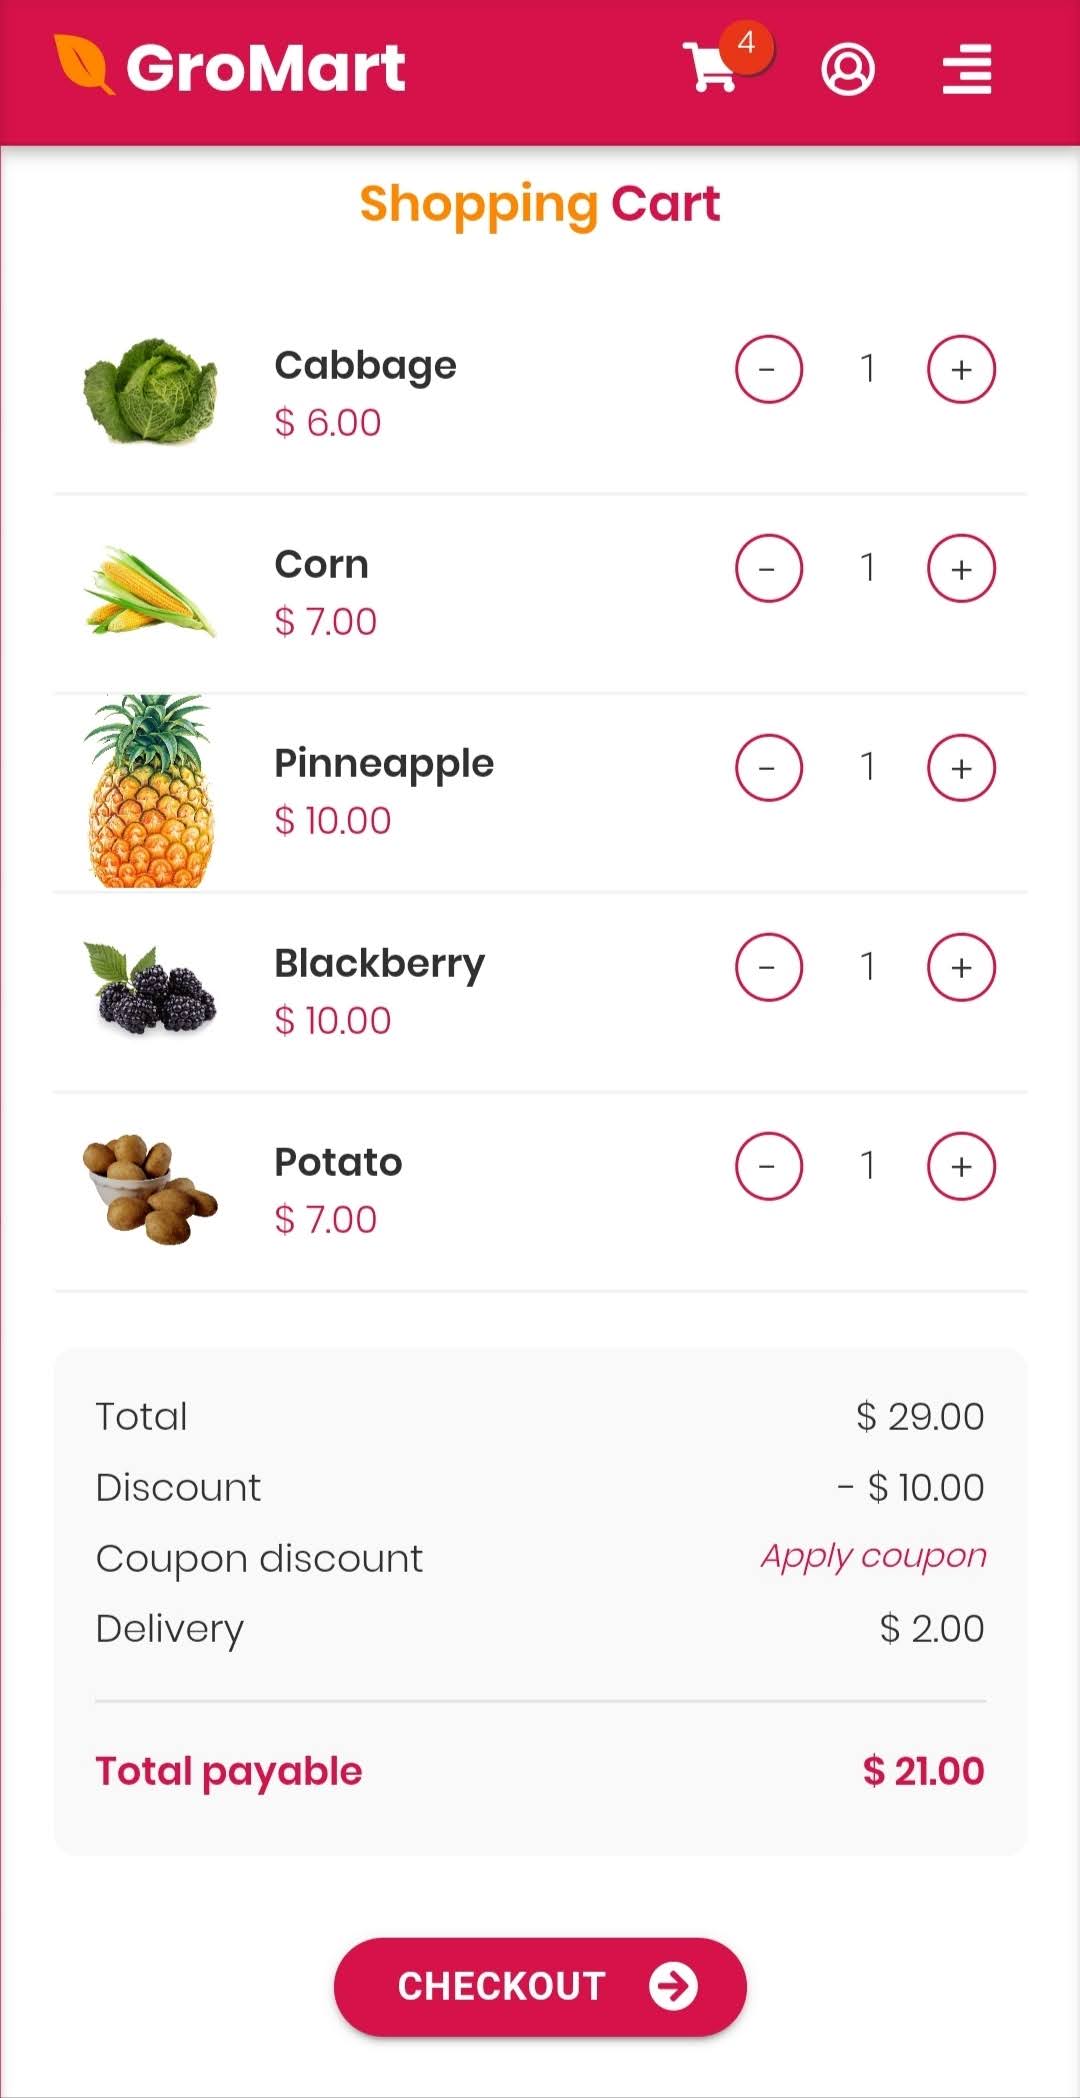 GroMart
4
Shopping Cart
Cabbage
$ 6.00
− 1 +
Corn
$ 7.00
− 1 +
Pinneapple
$ 10.00
− 1 +
Blackberry
$ 10.00
− 1 +
Potato
$ 7.00
− 1 +
Total $ 29.00
Discount - $ 10.00
Coupon discount Apply coupon
Delivery $ 2.00
Total payable $ 21.00
CHECKOUT